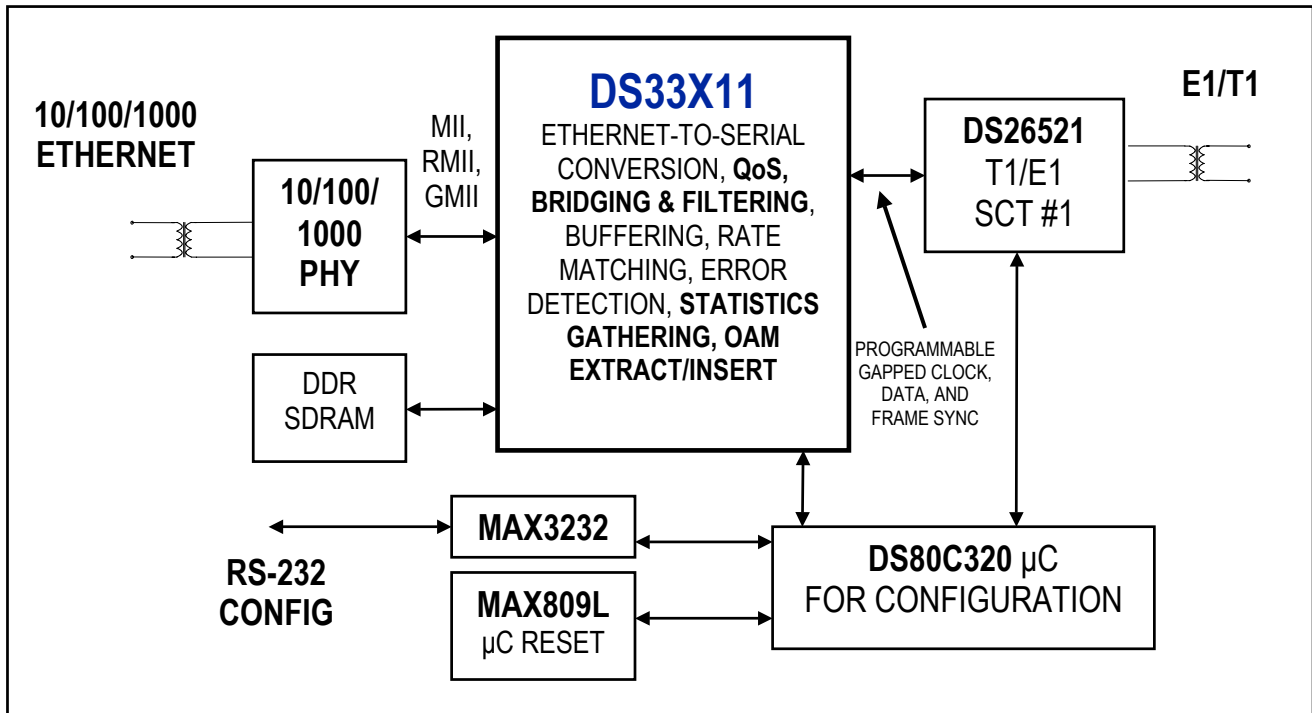 10/100/1000
ETHERNET
10/100/
1000
PHY
MII,
RMII,
GMII
DS33X11
ETHERNET-TO-SERIAL
CONVERSION, QoS,
BRIDGING & FILTERING,
BUFFERING, RATE
MATCHING, ERROR
DETECTION, STATISTICS
GATHERING, OAM
EXTRACT/INSERT
E1/T1
DS26521
T1/E1
SCT #1
PROGRAMMABLE
GAPPED CLOCK,
DATA, AND
FRAME SYNC
DDR
SDRAM
RS-232
CONFIG
MAX3232
MAX809L
µC RESET
DS80C320 µC
FOR CONFIGURATION